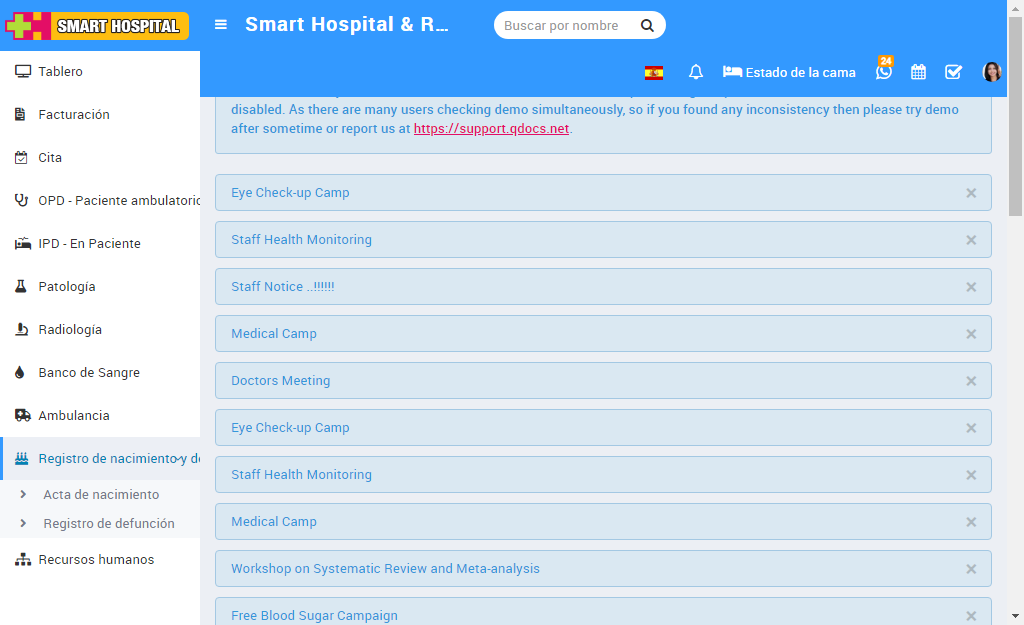 SMART HOSPITAL
Smart Hospital & R...
Buscar por nombre
Estado de la cama
24
Tablero
Facturación
Cita
OPD - Paciente ambulatorio
IPD - En Paciente
Patología
Radiología
Banco de Sangre
Ambulancia
Registro de nacimiento y de
Acta de nacimiento
Registro de defunción
Recursos humanos
disabled. As there are many users checking demo simultaneously, so if you found any inconsistency then please try demo
after sometime or report us at https://support.qdocs.net.
Eye Check-up Camp
Staff Health Monitoring
Staff Notice ..!!!!!!
Medical Camp
Doctors Meeting
Eye Check-up Camp
Staff Health Monitoring
Medical Camp
Workshop on Systematic Review and Meta-analysis
Free Blood Sugar Campaign